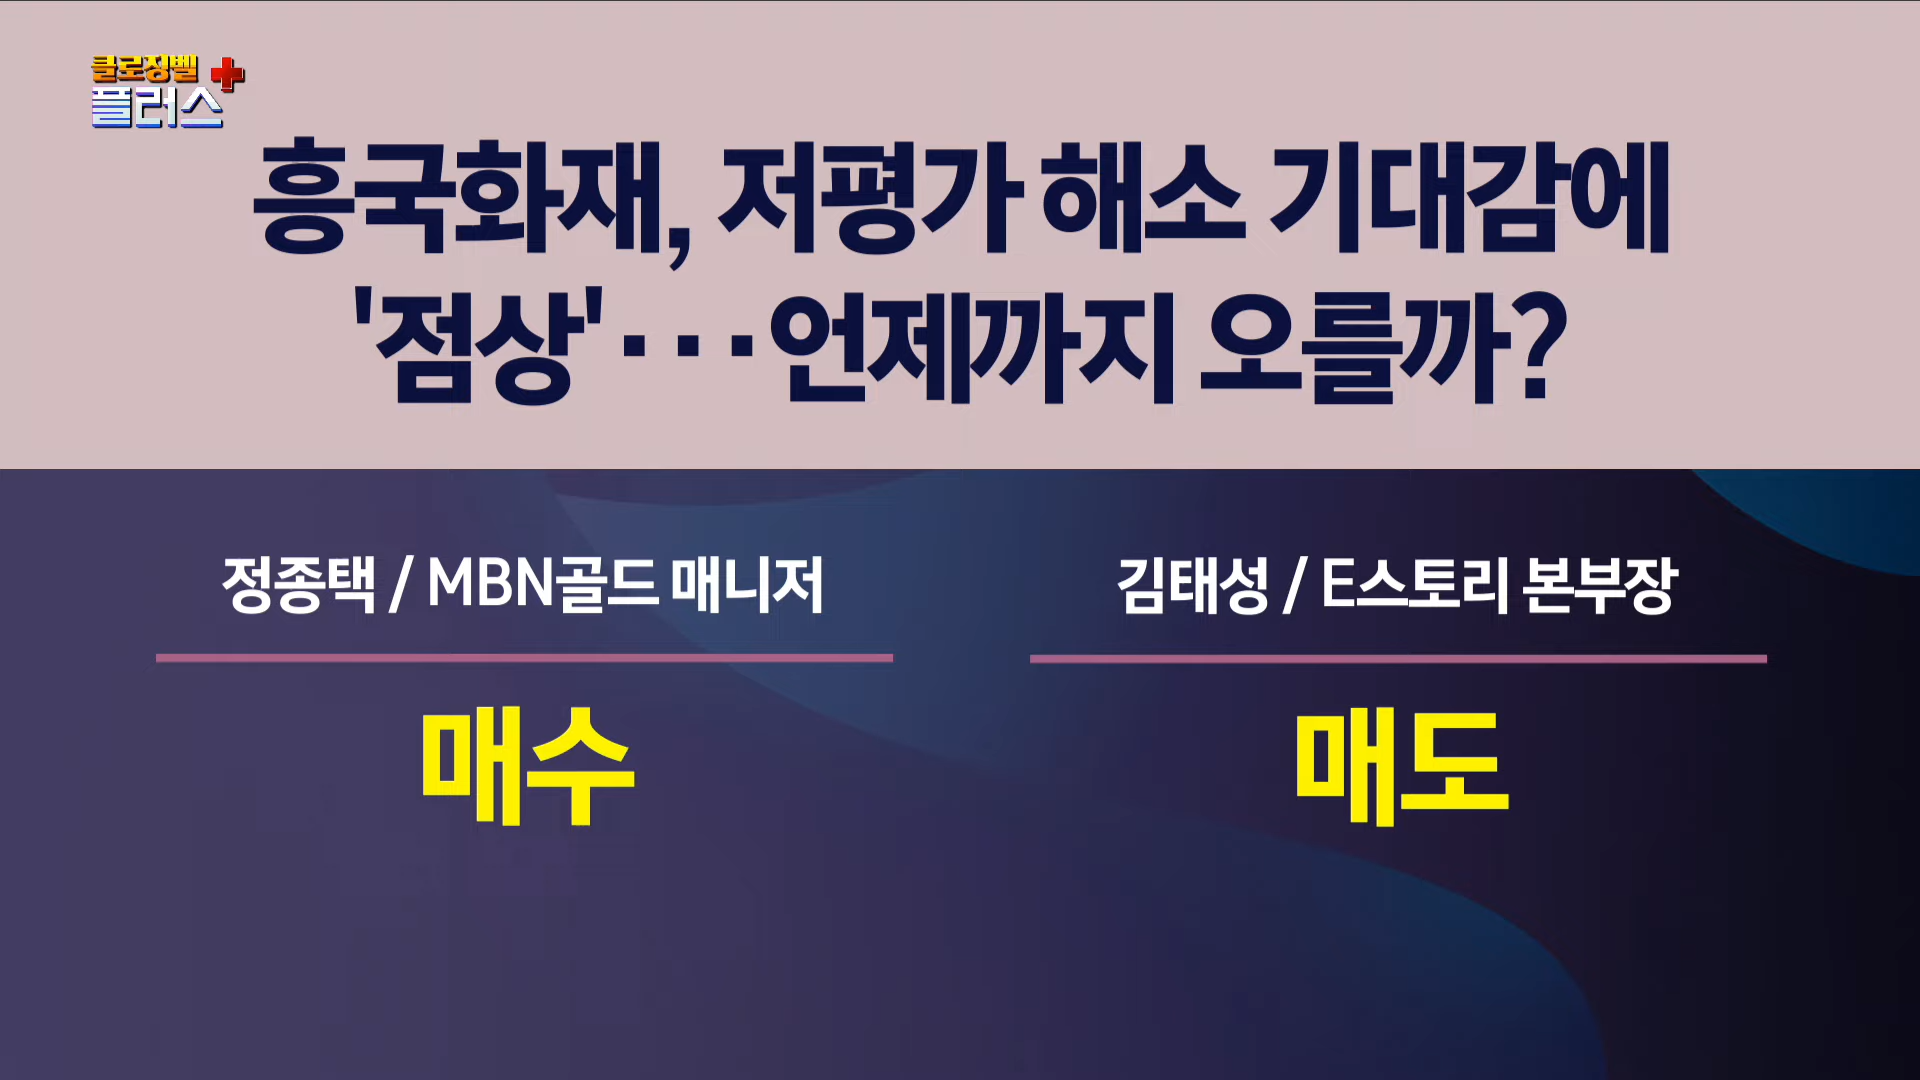 클로징벨
플러스+
흥국화재, 저평가 해소 기대감에
'점상'···언제까지 오를까?
정종택 / MBN골드 매니저
매수
김태성 / E스토리 본부장
매도